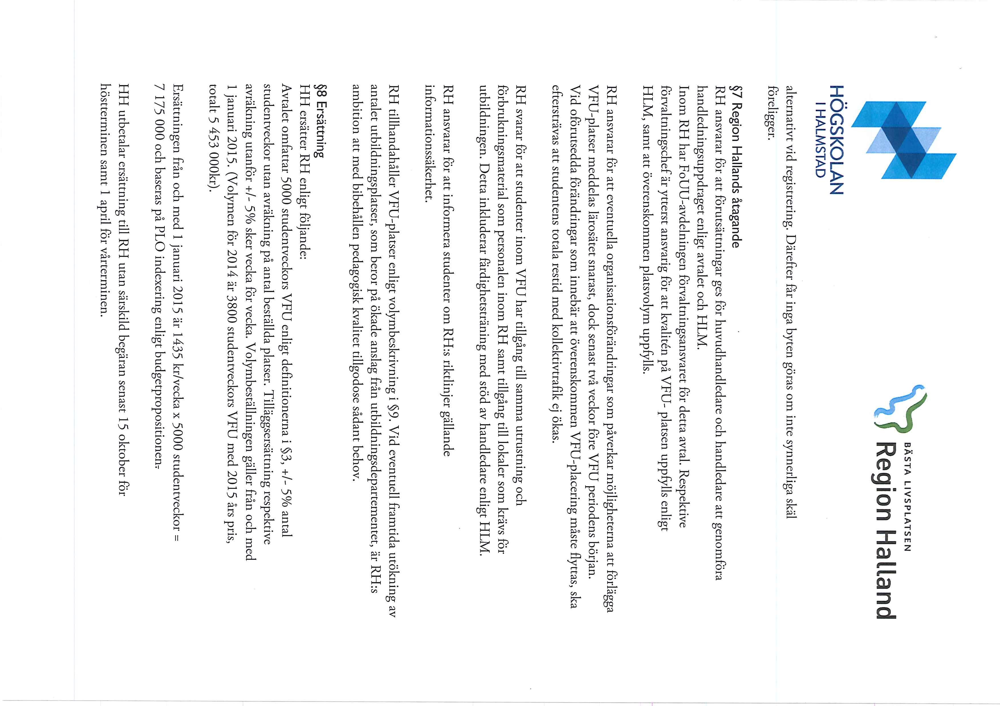 HÖGSKOLAN
I HALMSTAD
BÄSTA LIVSPLATSEN
Region Halland
alternativt vid registrering. Därefter får inga byten göras om inte synnerliga skäl
föreligger.
§7 Region Hallands åtagande
RH ansvarar för att förutsättningar ges för huvudhandledare och handledare att genomföra
handledningsuppdraget enligt avtalet och HLM.
Inom RH har FoUU-avdelningen förvaltningsansvaret för detta avtal. Respektive
förvaltningschef är ytterst ansvarig för att kvalitén på VFU- platsen uppfylls enligt
HLM, samt att överenskommen platsvolym uppfylls.
RH ansvarar för att eventuella organisationsförändringar som påverkar möjligheterna att förlägga
VFU-platser meddelas lärosätet snarast, dock senast två veckor före VFU periodens början.
Vid oförutsedda förändringar som innebär att överenskommen VFU-placering måste flyttas, ska
eftersträvas att studentens totala restid med kollektivtrafik ej ökas.
RH svarar för att studenter inom VFU har tillgång till samma utrustning och
förbrukningsmaterial som personalen inom RH samt tillgång till lokaler som krävs för
utbildningen. Detta inkluderar färdighetsträning med stöd av handledare enligt HLM.
RH ansvarar för att informera studenter om RH:s riktlinjer gällande
informationssäkerhet.
RH tillhandahåller VFU-platser enligt volymbeskrivning i §9. Vid eventuell framtida utökning av
antalet utbildningsplatser, som beror på ökade anslag från utbildningsdepartementet, är RH:s
ambition att med bibehållen pedagogisk kvalitet tillgodose sådant behov.
§8 Ersättning
HH ersätter RH enligt följande:
Avtalet omfattar 5000 studentveckors VFU enligt definitionerna i §3, +/- 5% antal
studentveckor utan avräkning på antal beställda platser. Tilläggsersättning respektive
avräkning utanför +/- 5% sker vecka för vecka. Volymbeställningen gäller från och med
1 januari 2015. (Volymen för 2014 är 3800 studentveckors VFU med 2015 års pris,
totalt 5 453 000kr).
Ersättningen från och med 1 januari 2015 är 1435 kr/vecka x 5000 studentveckor =
7 175 000 och baseras på PLO indexering enligt budgetpropositionen.-
HH utbetalar ersättning till RH utan särskild begäran senast 15 oktober för
höstterminen samt 1 april för vårterminen.